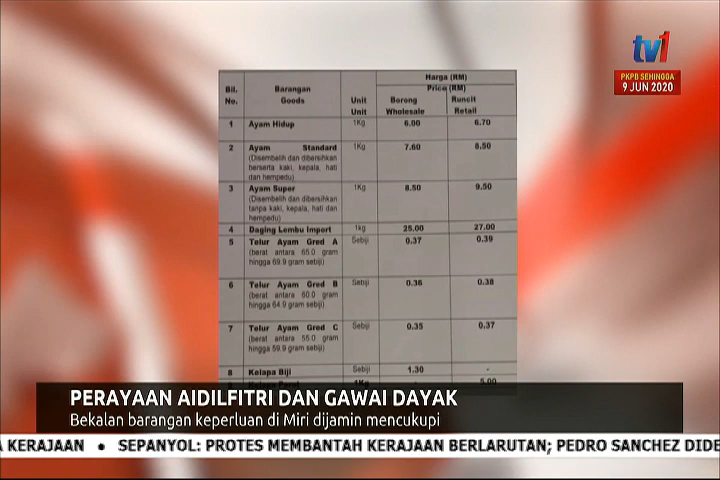 tv1
PKPB SEHINGGA
9 JUN 2020
Harga (RM)
Bil. Barangan Price (RM)
No. Goods Unit Borong Runcit
Unit Wholesale Retail
1 Ayam Hidup 1Kg 6.00 6.70
2 Ayam Standard 1Kg 7.60 8.50
(Disembelih dan dibersihkan
berserta kaki, kepala, hati
dan hempedu)
3 Ayam Super 1Kg 8.50 9.50
(Disembelih dan dibersihkan
tanpa kaki, kepala, hati dan
hempedu)
4 Daging Lembu Import 1kg 25.00 27.00
5 Telur Ayam Gred A Sebiji 0.37 0.39
(berat antara 65.0 gram
hingga 69.9 gram sebiji)
6 Telur Ayam Gred B Sebiji 0.36 0.38
(berat antara 60.0 gram
hingga 64.9 gram sebiji)
7 Telur Ayam Gred C Sebiji 0.35 0.37
(berat antara 55.0 gram
hingga 59.9 gram sebiji)
8 Kelapa Biji Sebiji 1.30 -
1Kg - 5.00
PERAYAAN AIDILFITRI DAN GAWAI DAYAK
Bekalan barangan keperluan di Miri dijamin mencukupi
A KERAJAAN • SEPANYOL: PROTES MEMBANTAH KERAJAAN BERLARUTAN; PEDRO SANCHEZ DIDE